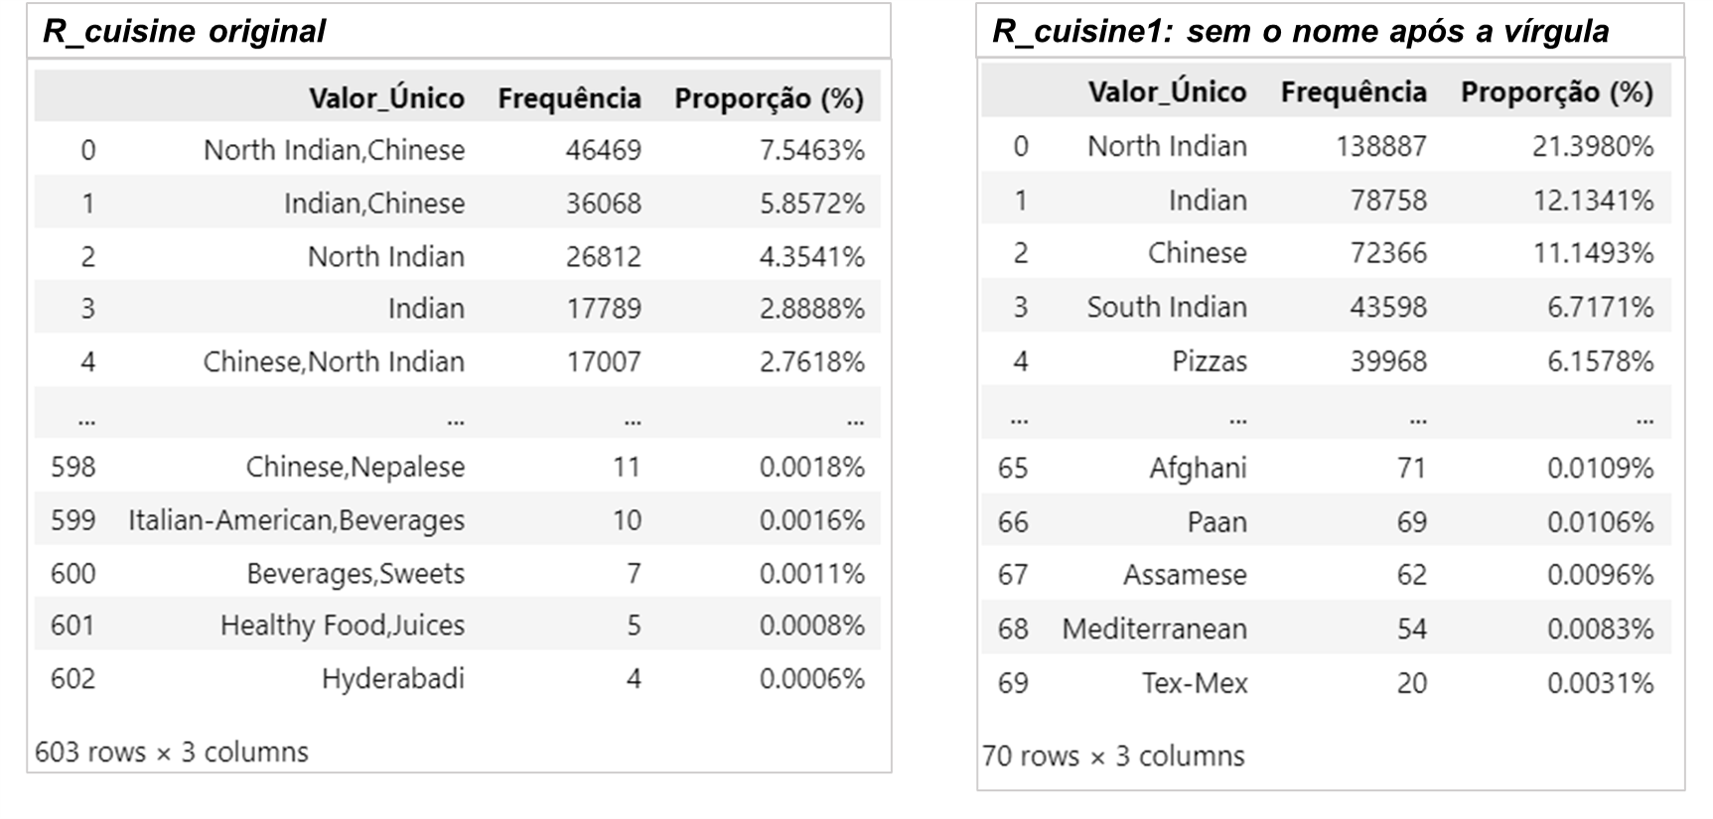 R_cuisine original
Valor_Único Frequência Proporção (%)
0 North Indian,Chinese 46469 7.5463%
1 Indian,Chinese 36068 5.8572%
2 North Indian 26812 4.3541%
3 Indian 17789 2.8888%
4 Chinese,North Indian 17007 2.7618%
... ... ... ...
598 Chinese,Nepalese 11 0.0018%
599 Italian-American,Beverages 10 0.0016%
600 Beverages,Sweets 7 0.0011%
601 Healthy Food,Juices 5 0.0008%
602 Hyderabadi 4 0.0006%
603 rows × 3 columns
R_cuisine1: sem o nome após a vírgula
Valor_Único Frequência Proporção (%)
0 North Indian 138887 21.3980%
1 Indian 78758 12.1341%
2 Chinese 72366 11.1493%
3 South Indian 43598 6.7171%
4 Pizzas 39968 6.1578%
... ... ... ...
65 Afghani 71 0.0109%
66 Paan 69 0.0106%
67 Assamese 62 0.0096%
68 Mediterranean 54 0.0083%
69 Tex-Mex 20 0.0031%
70 rows × 3 columns